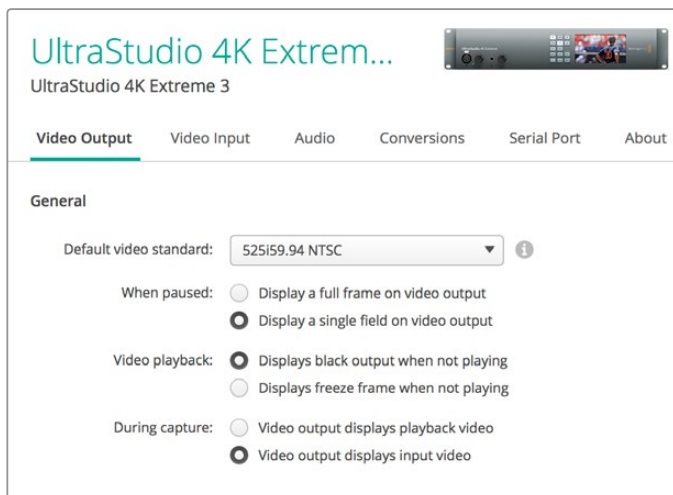 UltraStudio 4K Extrem...
UltraStudio 4K Extreme 3
Video Output Video Input Audio Conversions Serial Port About
General
Default video standard: 525i59.94 NTSC
When paused: Display a full frame on video output
Display a single field on video output
Video playback: Displays black output when not playing
Displays freeze frame when not playing
During capture: Video output displays playback video
Video output displays input video